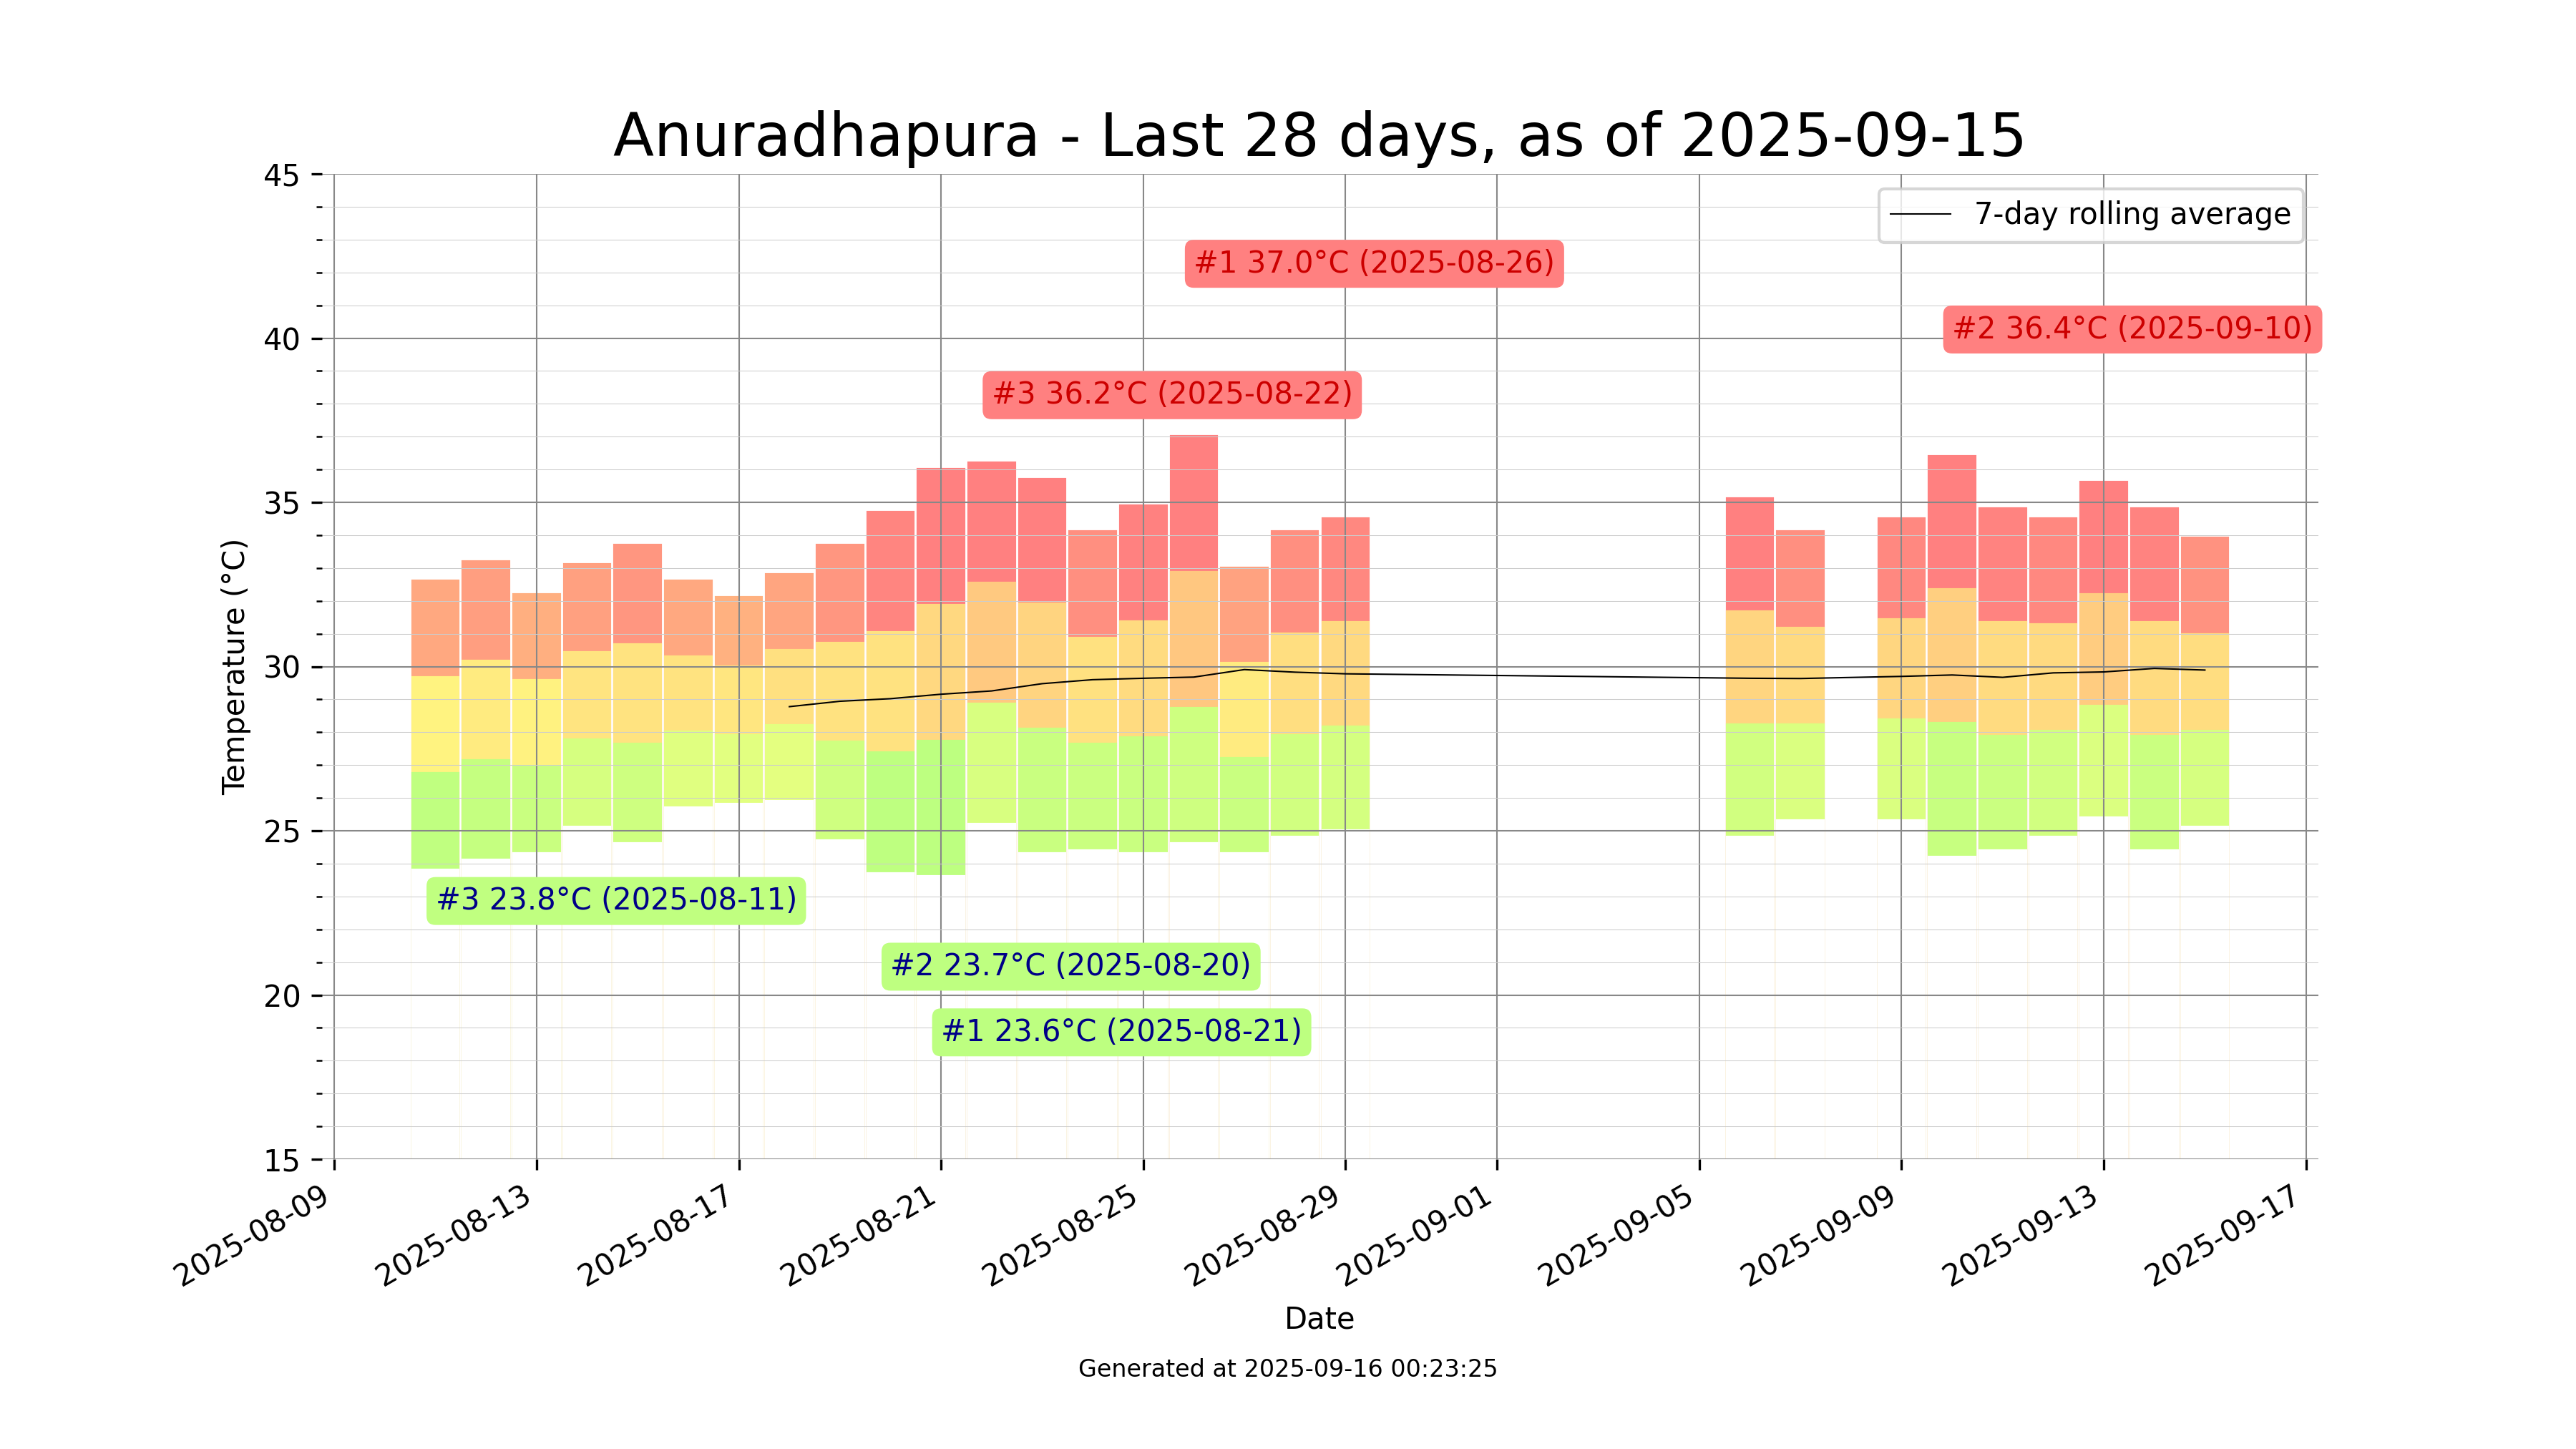 Anuradhapura - Last 28 days, as of 2025-09-15
7-day rolling average
#1 37.0°C (2025-08-26)
#2 36.4°C (2025-09-10)
#3 36.2°C (2025-08-22)
#3 23.8°C (2025-08-11)
#2 23.7°C (2025-08-20)
#1 23.6°C (2025-08-21)
Temperature (°C)
45
40
35
30
25
20
15
2025-08-09
2025-08-13
2025-08-17
2025-08-21
2025-08-25
2025-08-29
2025-09-01
2025-09-05
2025-09-09
2025-09-13
2025-09-17
Date
Generated at 2025-09-16 00:23:25